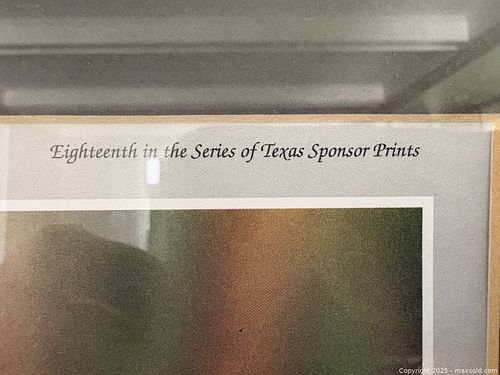 Eighteenth in the Series of Texas Sponsor Prints
Copyright 2025 - maxsold.com